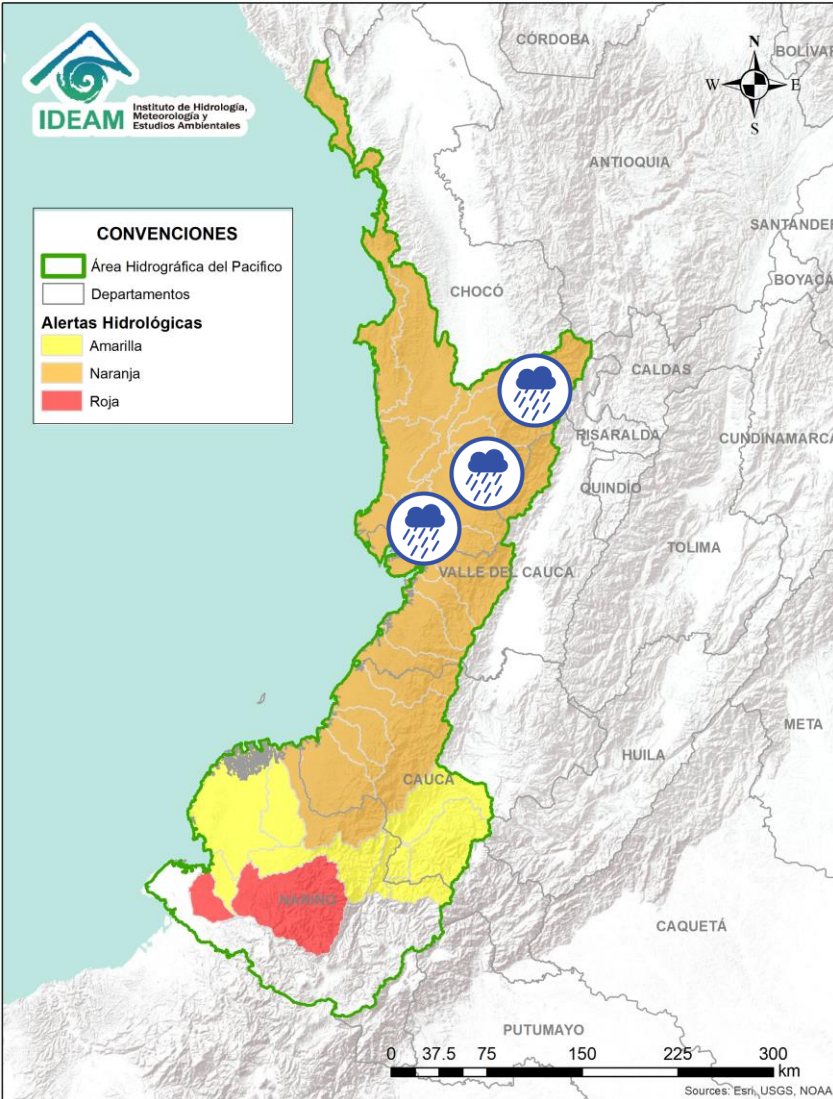 IDEAM
Instituto de Hidrología,
Meteorología y
Estudios Ambientales
CÓRDOBA
BOLÍVAR
N
W
E
S
ANTIOQUIA
SANTANDER
BOYACÁ
CONVENCIONES
Área Hidrográfica del Pacifico
Departamentos
Alertas Hidrológicas
Amarilla
Naranja
Roja
CHOCÓ
CALDAS
RISARALDA
CUNDINAMARCA
QUINDÍO
TOLIMA
VALLE DEL CAUCA
META
HUILA
CAUCA
NARIÑO
CAQUETÁ
PUTUMAYO
0 37.5 75 150 225 300
km
Sources: Esri, USGS, NOAA